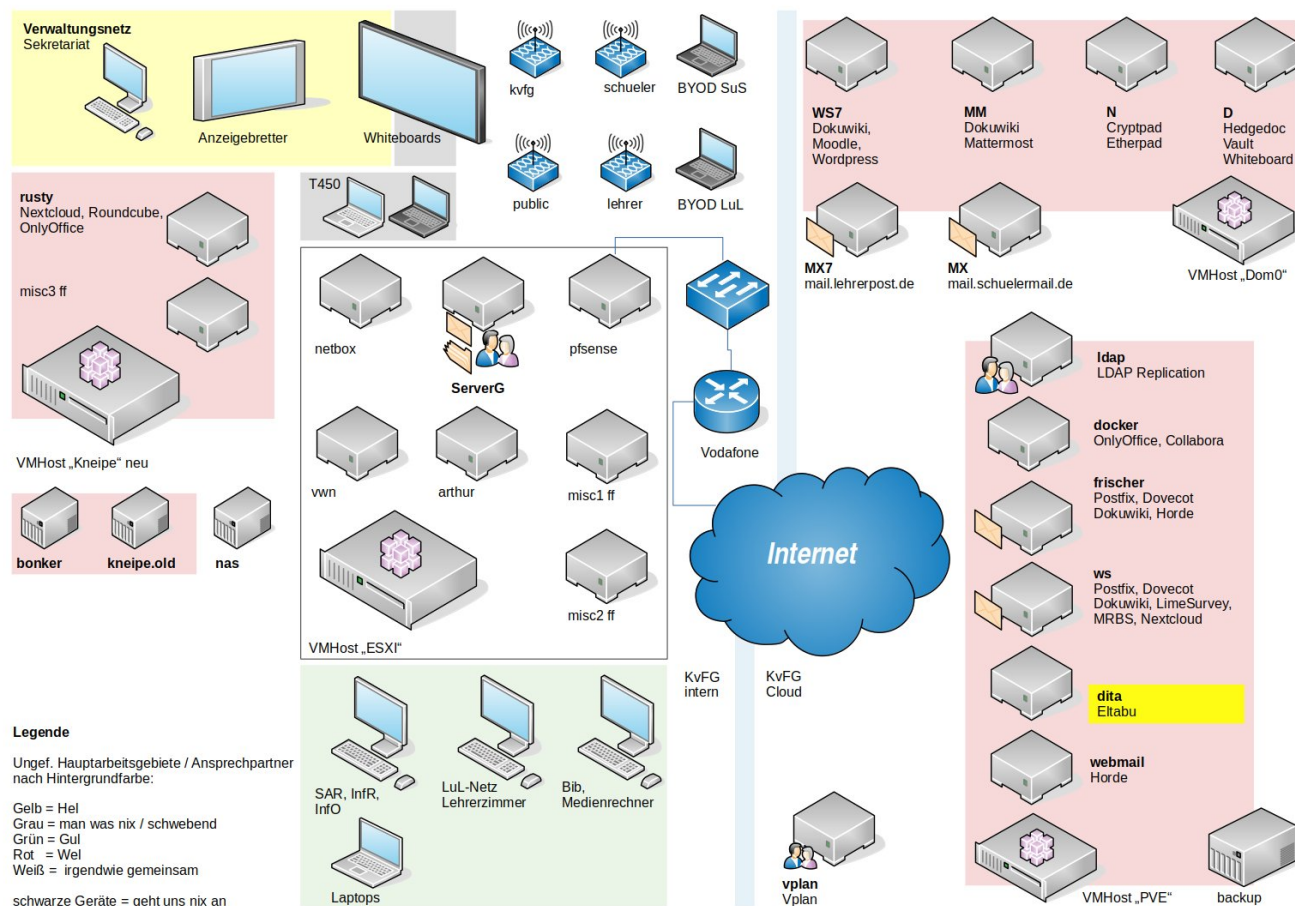 Verwaltungsnetz
Sekretariat
Anzeigebretter
Whiteboards
kvfg
schueler
BYOD SuS
public
lehrer
BYOD LuL
WS7
Dokuwiki,
Moodle,
Wordpress
MM
Dokuwiki
Mattermost
N
Cryptpad
Etherpad
D
Hedgedoc
Vault
Whiteboard
MX7
mail.lehrerpost.de
MX
mail.schuelermail.de
VMHost „Dom0“
rusty
Nextcloud, Roundcube,
OnlyOffice
misc3 ff
VMHost „Kneipe“ neu
bonker
kneipe.old
nas
T450
netbox
ServerG
pfsense
vwn
arthur
misc1 ff
misc2 ff
VMHost „ESXI“
Vodafone
Internet
KvFG
intern
KvFG
Cloud
ldap
LDAP Replication
docker
OnlyOffice, Collabora
frischer
Postfix, Dovecot
Dokuwiki, Horde
ws
Postfix, Dovecot
Dokuwiki, LimeSurvey,
MRBS, Nextcloud
dita
Eltabu
webmail
Horde
VMHost „PVE“
backup
vplan
Vplan
SAR, InfR,
InfO
LuL-Netz
Lehrerzimmer
Bib,
Medienrechner
Laptops
Legende
Ungef. Hauptarbeitsgebiete / Ansprechpartner
nach Hintergrundfarbe:
Gelb = Hel
Grau = man was nix / schwebend
Grün = Gul
Rot = Wel
Weiß = irgendwie gemeinsam
schwarze Geräte = geht uns nix an